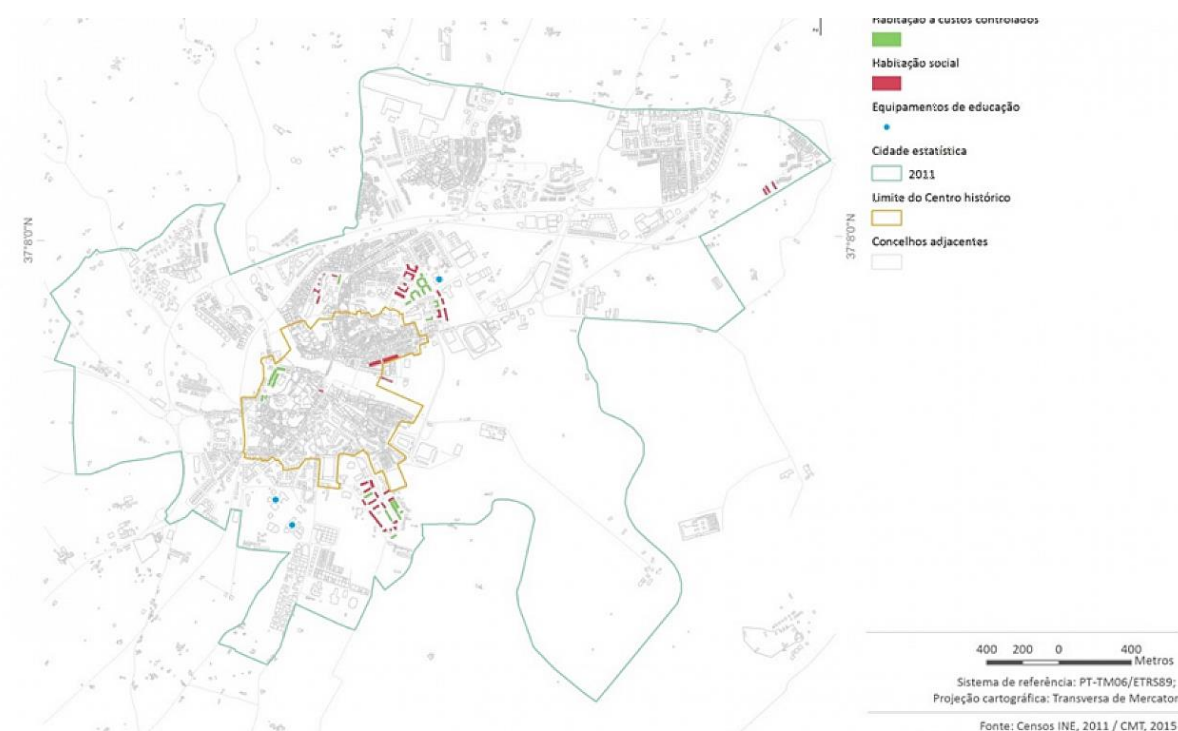 Habitação a custos controlados
Habitação social
Equipamentos de educação
Cidade estatística
2011
Limite do Centro histórico
Concelhos adjacentes
37°8'0"N
37°8'0"N
400 200 0 400
Metros
Sistema de referência: PT-TM06/ETRS89;
Projeção cartográfica: Transversa de Mercator
Fonte: Censos INE, 2011 / CMT, 2015